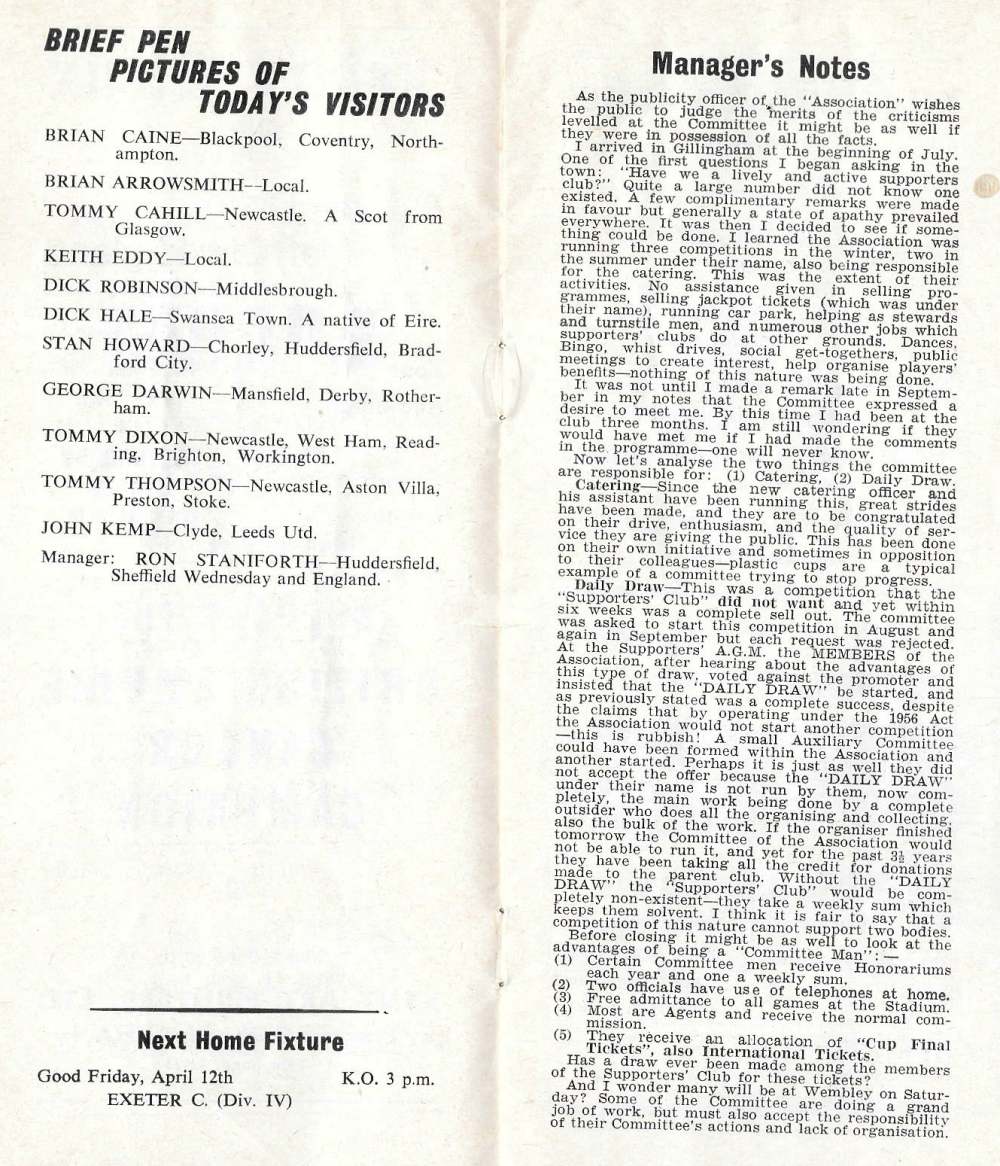 BRIEF PEN
PICTURES OF
TODAY'S VISITORS
BRIAN CAINE—Blackpool, Coventry, North-
ampton.
BRIAN ARROWSMITH—Local.
TOMMY CAHILL—Newcastle. A Scot from
Glasgow.
KEITH EDDY—Local.
DICK ROBINSON—Middlesbrough.
DICK HALE—Swansea Town. A native of Eire.
STAN HOWARD—Chorley, Huddersfield, Brad-
ford City.
GEORGE DARWIN—Mansfield, Derby, Rother-
ham.
TOMMY DIXON—Newcastle, West Ham, Read-
ing, Brighton, Workington.
TOMMY THOMPSON—Newcastle, Aston Villa,
Preston, Stoke.
JOHN KEMP—Clyde, Leeds Utd.
Manager: RON STANIFORTH—Huddersfield,
Sheffield Wednesday and England.
Next Home Fixture
Good Friday, April 12th K.O. 3 p.m.
EXETER C. (Div. IV)
Manager's Notes
As the publicity officer of the "Association" wishes
the public to judge the merits of the criticisms
levelled at the Committee it might be as well if
they were in possession of all the facts.
I arrived in Gillingham at the beginning of July.
One of the first questions I began asking in the
town: "Have we a lively and active supporters
club?" Quite a large number did not know one
existed. A few complimentary remarks were made
in favour but generally a state of apathy prevailed
everywhere. It was then I decided to see if some-
thing could be done. I learned the Association was
running three competitions in the winter, two in
the summer under their name, also being responsible
for the catering. This was the extent of their
activities. No assistance given in selling pro-
grammes, selling jackpot tickets (which was under
their name), running car park, helping as stewards
and turnstile men, and numerous other jobs which
supporters' clubs do at other grounds. Dances,
Bingo, whist drives, social get-togethers, public
meetings to create interest, help organise players'
benefits—nothing of this nature was being done.
It was not until I made a remark late in Septem-
ber in my notes that the Committee expressed a
desire to meet me. By this time I had been at the
club three months. I am still wondering if they
would have met me if I had made the comments
in the programme—one will never know.
Now let's analyse the two things the committee
are responsible for: (1) Catering, (2) Daily Draw.
Catering—Since the new catering officer and
his assistant have been running this, great strides
have been made, and they are to be congratulated
on their drive, enthusiasm, and the quality of ser-
vice they are giving the public. This has been done
on their own initiative and sometimes in opposition
to their colleagues—plastic cups are a typical
example of a committee trying to stop progress.
Daily Draw—This was a competition that the
"Supporters' Club" did not want and yet within
six weeks was a complete sell out. The committee
was asked to start this competition in August and
again in September but each request was rejected.
At the Supporters' A.G.M. the MEMBERS of the
Association, after hearing about the advantages of
this type of draw, voted against the promoter and
insisted that the "DAILY DRAW" be started, and
as previously stated was a complete success, despite
the claims that by operating under the 1956 Act
the Association would not start another competition
—this is rubbish! A small Auxiliary Committee
could have been formed within the Association and
another started. Perhaps it is just as well they did
not accept the offer because the "DAILY DRAW"
under their name is not run by them, now com-
pletely, the main work being done by a complete
outsider who does all the organising and collecting,
also the bulk of the work. If the organiser finished
tomorrow the Committee of the Association would
not be able to run it, and yet for the past 3½ years
they have been taking all the credit for donations
made to the parent club. Without the "DAILY
DRAW" the "Supporters' Club" would be com-
pletely non-existent—they take a weekly sum which
keeps them solvent. I think it is fair to say that a
competition of this nature cannot support two bodies.
Before closing it might be as well to look at the
advantages of being a "Committee Man":—
(1) Certain Committee men receive Honorariums
each year and one a weekly sum.
(2) Two officials have use of telephones at home.
(3) Free admittance to all games at the Stadium.
(4) Most are Agents and receive the normal com-
mission.
(5) They receive an allocation of "Cup Final
Tickets", also International Tickets.
Has a draw ever been made among the members
of the Supporters' Club for these tickets?
And I wonder many will be at Wembley on Satur-
day? Some of the Committee are doing a grand
job of work, but must also accept the responsibility
of their Committee's actions and lack of organisation.